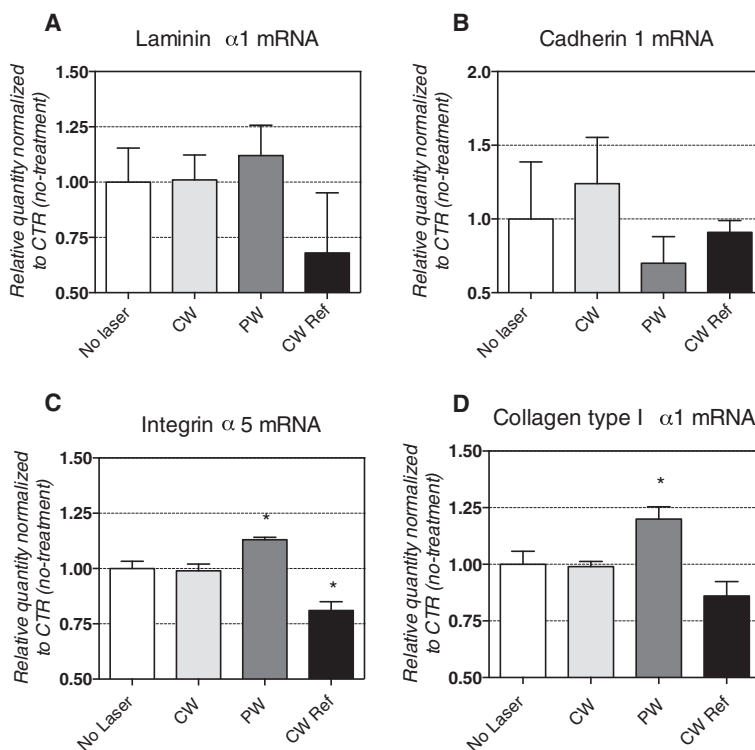 A
Laminin α1 mRNA
Relative quantity normalized
to CTR (no-treatment)
1.50
1.25
1.00
0.75
0.50
No laser
CW
PW
CW Ref
B
Cadherin 1 mRNA
Relative quantity normalized
to CTR (no-treatment)
2.0
1.5
1.0
0.5
No laser
CW
PW
CW Ref
C
Integrin α 5 mRNA
Relative quantity normalized
to CTR (no-treatment)
1.50
1.25
1.00
0.75
0.50
*
*
No Laser
CW
PW
CW Ref
D
Collagen type I α1 mRNA
Relative quantity normalized
to CTR (no-treatment)
1.50
1.25
1.00
0.75
0.50
*
No Laser
CW
PW
CW Ref